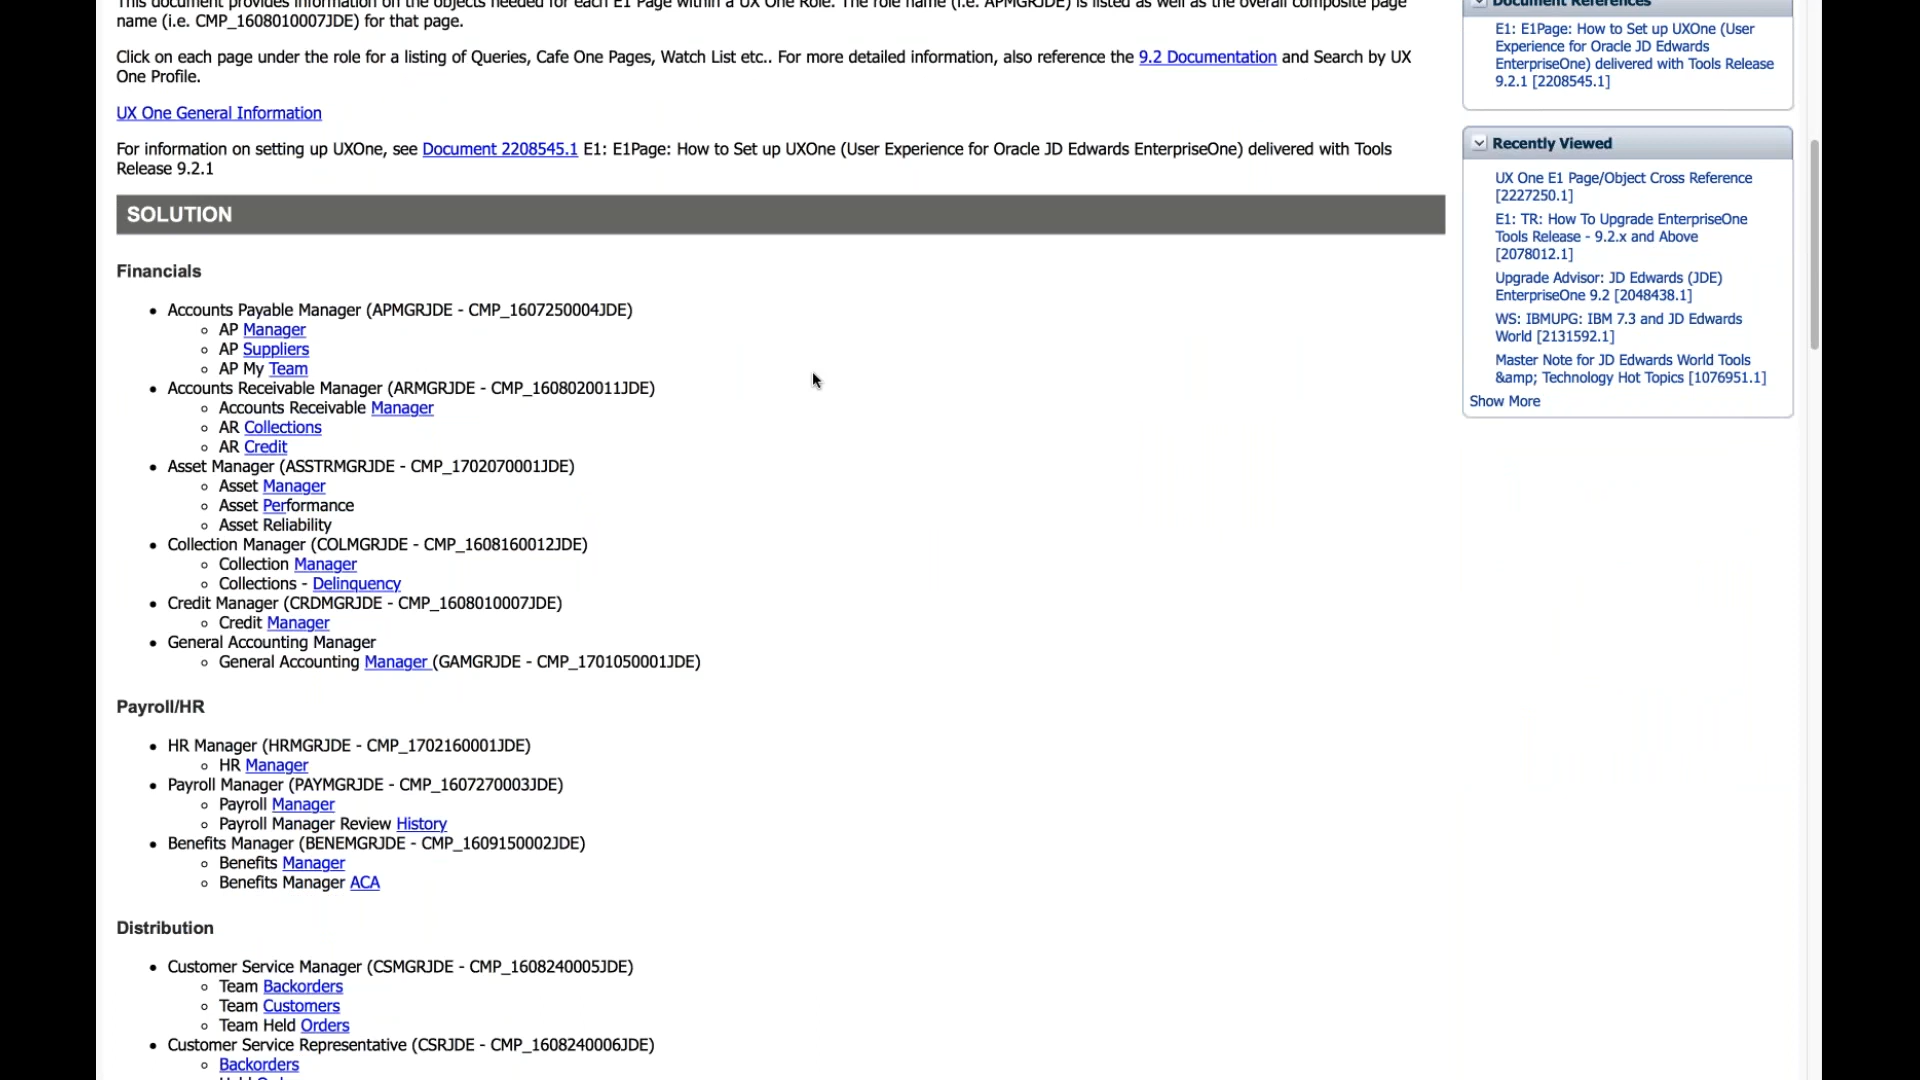 This document provides information on the objects needed for each E1 Page within a UX One Role. The role name (i.e. APMGRJDE) is listed as well as the overall composite page
name (i.e. CMP_1608010007JDE) for that page.
Click on each page under the role for a listing of Queries, Cafe One Pages, Watch List etc.. For more detailed information, also reference the 9.2 Documentation and Search by UX
One Profile.
UX One General Information
For information on setting up UXOne, see Document 2208545.1 E1: E1Page: How to Set up UXOne (User Experience for Oracle JD Edwards EnterpriseOne) delivered with Tools
Release 9.2.1
SOLUTION
Financials
• Accounts Payable Manager (APMGRJDE - CMP_1607250004JDE)
◦ AP Manager
◦ AP Suppliers
◦ AP My Team
• Accounts Receivable Manager (ARMGRJDE - CMP_1608020011JDE)
◦ Accounts Receivable Manager
◦ AR Collections
◦ AR Credit
• Asset Manager (ASSTRMGRJDE - CMP_1702070001JDE)
◦ Asset Manager
◦ Asset Performance
◦ Asset Reliability
• Collection Manager (COLMGRJDE - CMP_1608160012JDE)
◦ Collection Manager
◦ Collections - Delinquency
• Credit Manager (CRDMGRJDE - CMP_1608010007JDE)
◦ Credit Manager
• General Accounting Manager
◦ General Accounting Manager (GAMGRJDE - CMP_1701050001JDE)
Payroll/HR
• HR Manager (HRMGRJDE - CMP_1702160001JDE)
◦ HR Manager
• Payroll Manager (PAYMGRJDE - CMP_1607270003JDE)
◦ Payroll Manager
◦ Payroll Manager Review History
• Benefits Manager (BENEMGRJDE - CMP_1609150002JDE)
◦ Benefits Manager
◦ Benefits Manager ACA
Distribution
• Customer Service Manager (CSMGRJDE - CMP_1608240005JDE)
◦ Team Backorders
◦ Team Customers
◦ Team Held Orders
• Customer Service Representative (CSRJDE - CMP_1608240006JDE)
◦ Backorders
Document References
E1: E1Page: How to Set up UXOne (User
Experience for Oracle JD Edwards
EnterpriseOne) delivered with Tools Release
9.2.1 [2208545.1]
Recently Viewed
UX One E1 Page/Object Cross Reference
[2227250.1]
E1: TR: How To Upgrade EnterpriseOne
Tools Release - 9.2.x and Above
[2078012.1]
Upgrade Advisor: JD Edwards (JDE)
EnterpriseOne 9.2 [2048438.1]
WS: IBMUPG: IBM 7.3 and JD Edwards
World [2131592.1]
Master Note for JD Edwards World Tools
&amp; Technology Hot Topics [1076951.1]
Show More